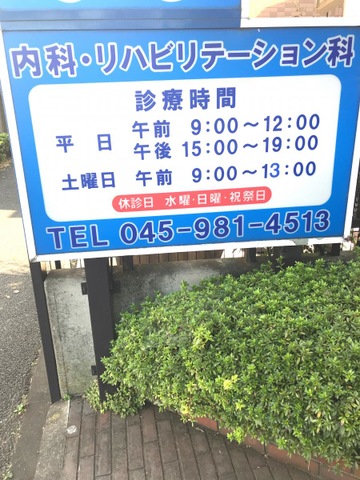 内科・リハビリテーション科
診療時間
平日 午前 9:00～12:00
午後 15:00～19:00
土曜日 午前 9:00～13:00
休診日 水曜・日曜・祝祭日
TEL 045-981-4513